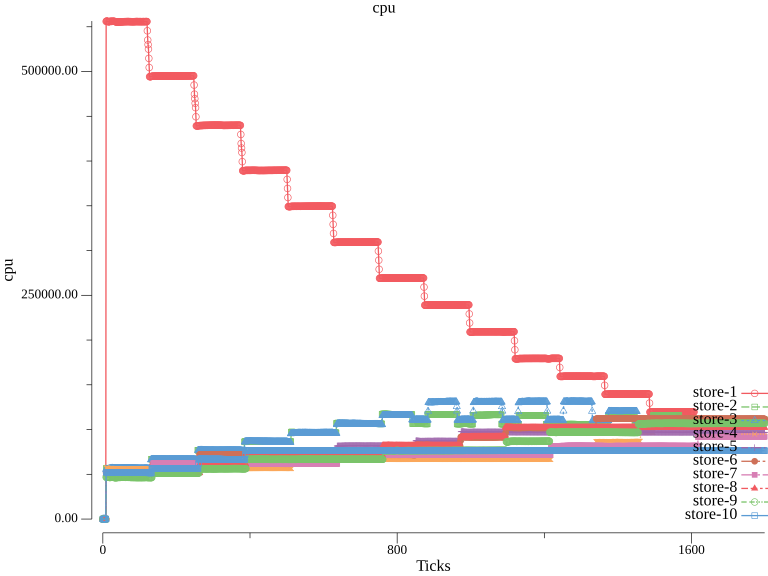 cpu
500000.00
250000.00
0.00
cpu
0
800
1600
Ticks
store-1
store-2
store-3
store-4
store-5
store-6
store-7
store-8
store-9
store-10